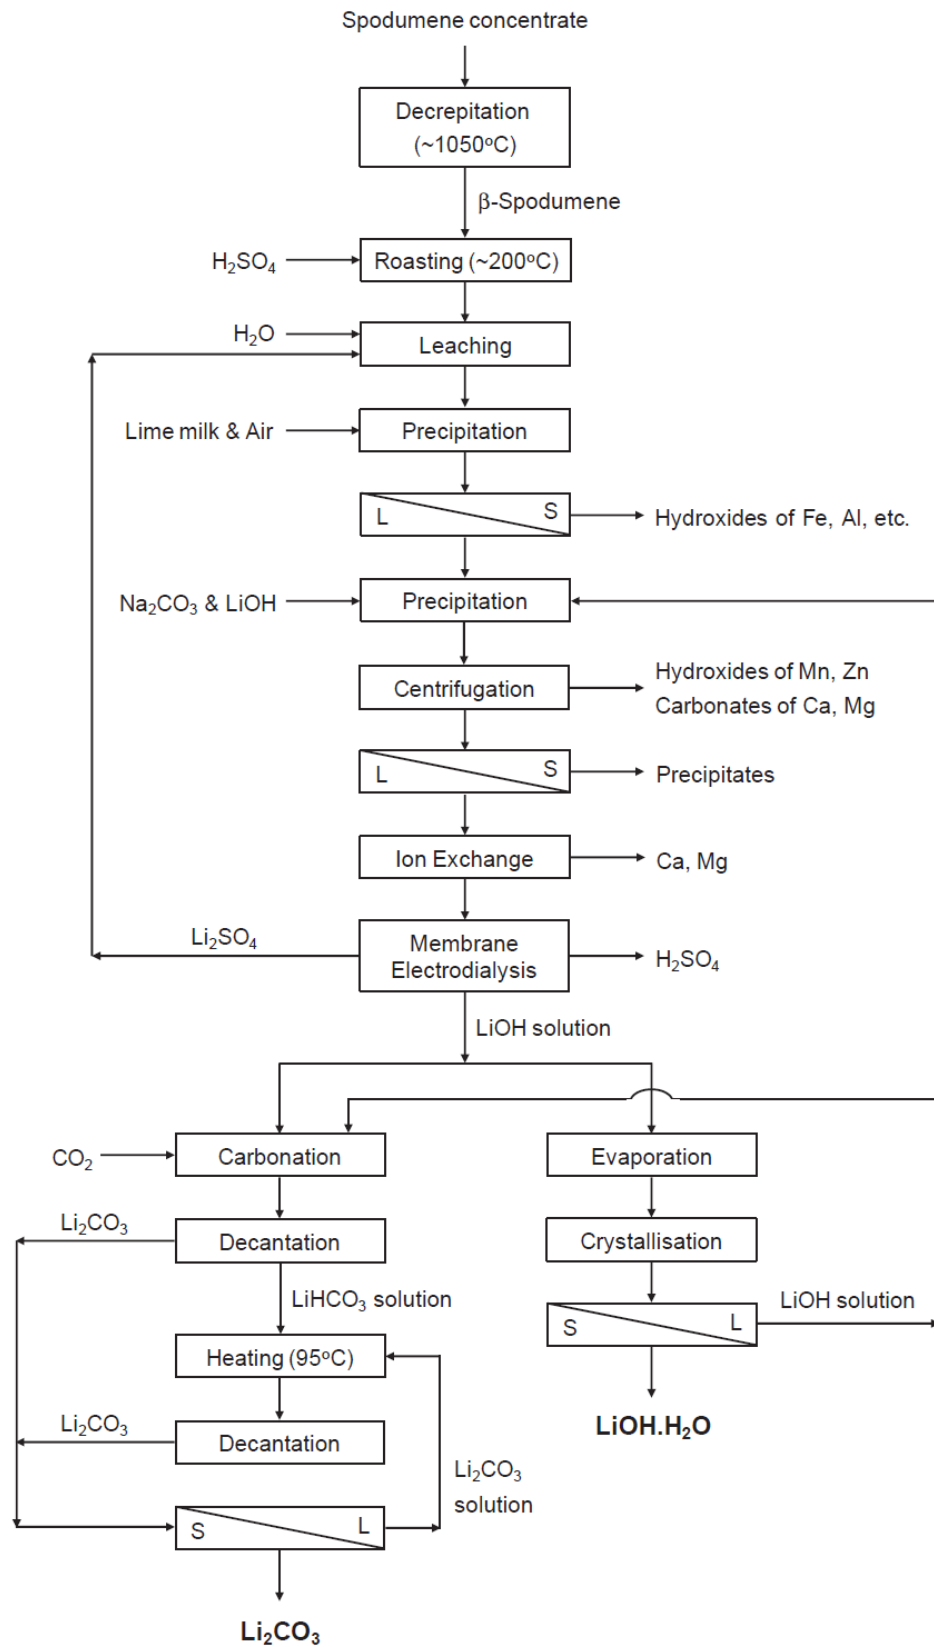 Spodumene concentrate
Decrepitation
(~1050°C)
β-Spodumene
H₂SO₄
Roasting (~200°C)
H₂O
Leaching
Lime milk & Air
Precipitation
L
S
Hydroxides of Fe, Al, etc.
Na₂CO₃ & LiOH
Precipitation
Centrifugation
Hydroxides of Mn, Zn
Carbonates of Ca, Mg
L
S
Precipitates
Ion Exchange
Ca, Mg
Li₂SO₄
Membrane
Electrodialysis
H₂SO₄
LiOH solution
CO₂
Carbonation
Evaporation
Li₂CO₃
Decantation
Crystallisation
LiHCO₃ solution
S
L
LiOH solution
Heating (95°C)
LiOH.H₂O
Li₂CO₃
Decantation
Li₂CO₃
solution
S
L
Li₂CO₃